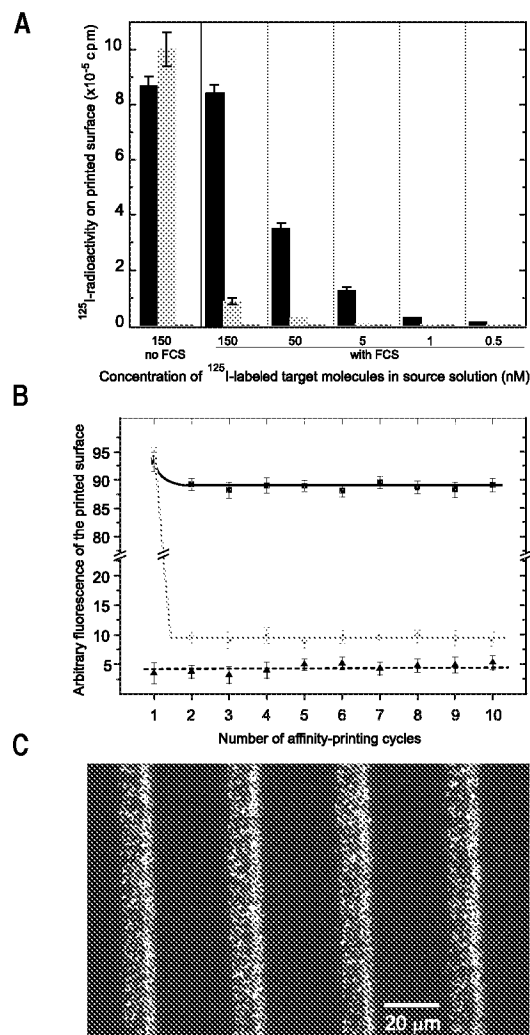 A
¹²⁵I-radioactivity on printed surface (x10⁻⁵ cpm)
10
8
6
4
2
0
150 150 50 5 1 0.5
no FCS with FCS
Concentration of ¹²⁵I-labeled target molecules in source solution (nM)
B
Arbitrary fluorescence of the printed surface
95
90
85
80
20
15
10
5
1 2 3 4 5 6 7 8 9 10
Number of affinity-printing cycles
C
20 µm